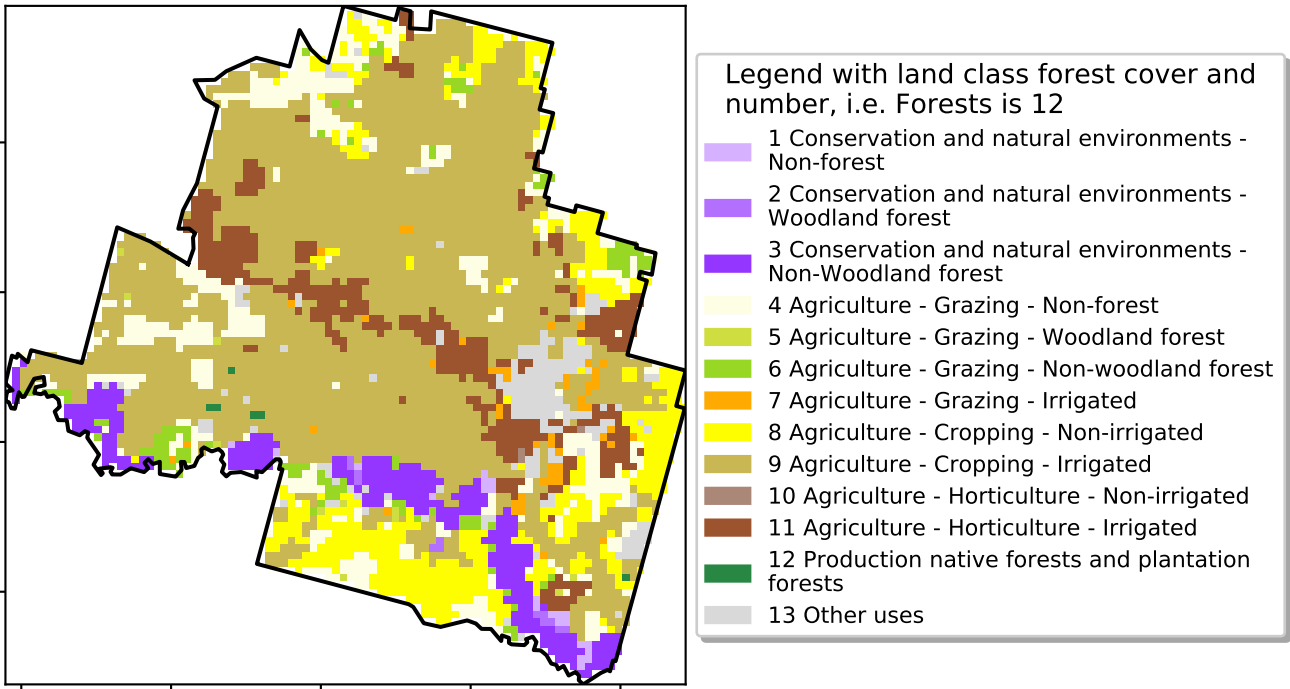 Legend with land class forest cover and
number, i.e. Forests is 12
1 Conservation and natural environments -
Non-forest
2 Conservation and natural environments -
Woodland forest
3 Conservation and natural environments -
Non-Woodland forest
4 Agriculture - Grazing - Non-forest
5 Agriculture - Grazing - Woodland forest
6 Agriculture - Grazing - Non-woodland forest
7 Agriculture - Grazing - Irrigated
8 Agriculture - Cropping - Non-irrigated
9 Agriculture - Cropping - Irrigated
10 Agriculture - Horticulture - Non-irrigated
11 Agriculture - Horticulture - Irrigated
12 Production native forests and plantation
forests
13 Other uses